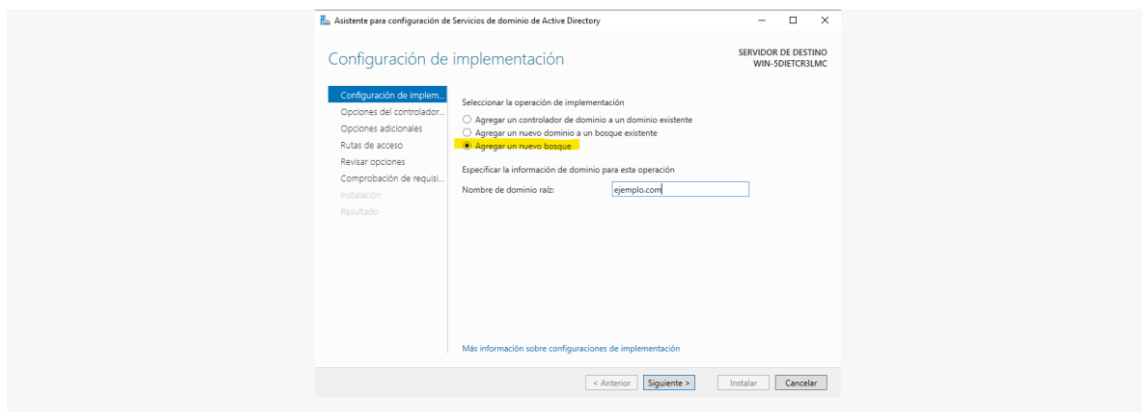 Asistente para configuración de Servicios de dominio de Active Directory
Configuración de implementación
SERVIDOR DE DESTINO
WIN-5DIETCR3LMC
Configuración de implem...
Opciones del controlador...
Opciones adicionales
Rutas de acceso
Revisar opciones
Comprobación de requisi...
Instalación
Resultado
Seleccionar la operación de implementación
Agregar un controlador de dominio a un dominio existente
Agregar un nuevo dominio a un bosque existente
Agregar un nuevo bosque
Especificar la información de dominio para esta operación
Nombre de dominio raíz: ejemplo.com
Más información sobre configuraciones de implementación
< Anterior Siguiente > Instalar Cancelar